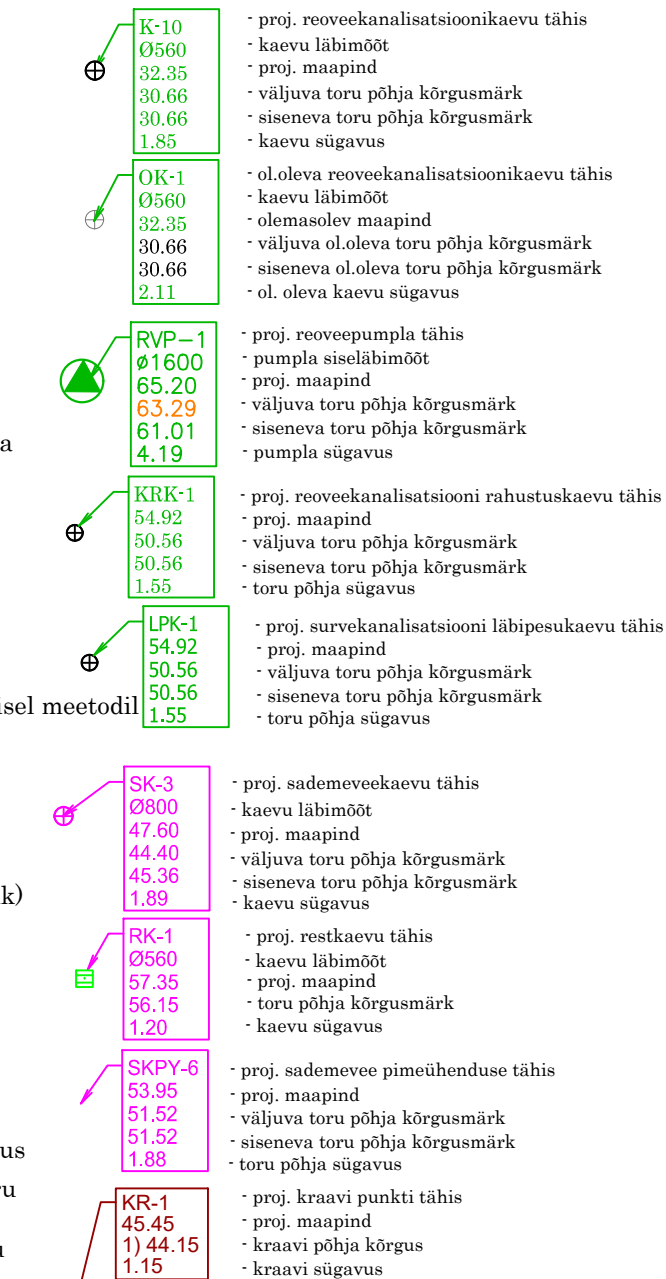 K-10 - proj. reoveekanalisatsioonikaevu tähis
Ø560 - kaevu läbimõõt
32.35 - proj. maapind
30.66 - väljuva toru põhja kõrgusmärk
30.66 - siseneva toru põhja kõrgusmärk
1.85 - kaevu sügavus
OK-1 - ol.oleva reoveekanalisatsioonikaevu tähis
Ø560 - kaevu läbimõõt
32.35 - olemasolev maapind
30.66 - väljuva ol.oleva toru põhja kõrgusmärk
30.66 - siseneva ol.oleva toru põhja kõrgusmärk
2.11 - ol. oleva kaevu sügavus
RVP-1 - proj. reoveepumpla tähis
ø1600 - pumpla siseläbimõõt
65.20 - proj. maapind
63.29 - väljuva toru põhja kõrgusmärk
61.01 - siseneva toru põhja kõrgusmärk
a 4.19 - pumpla sügavus
KRK-1 - proj. reoveekanalisatsiooni rahustuskaevu tähis
54.92 - proj. maapind
50.56 - väljuva toru põhja kõrgusmärk
50.56 - siseneva toru põhja kõrgusmärk
1.55 - toru põhja sügavus
LPK-1 - proj. survekanalisatsiooni läbipesukaevu tähis
54.92 - proj. maapind
50.56 - väljuva toru põhja kõrgusmärk
50.56 - siseneva toru põhja kõrgusmärk
isel meetodil 1.55 - toru põhja sügavus
SK-3 - proj. sademeveekaevu tähis
Ø800 - kaevu läbimõõt
47.60 - proj. maapind
44.40 - väljuva toru põhja kõrgusmärk
45.36 - siseneva toru põhja kõrgusmärk
k) 1.89 - kaevu sügavus
RK-1 - proj. restkaevu tähis
Ø560 - kaevu läbimõõt
57.35 - proj. maapind
56.15 - toru põhja kõrgusmärk
1.20 - kaevu sügavus
SKPY-6 - proj. sademevee pimeühenduse tähis
53.95 - proj. maapind
51.52 - väljuva toru põhja kõrgusmärk
51.52 - siseneva toru põhja kõrgusmärk
us 1.88 - toru põhja sügavus
ru KR-1 - proj. kraavi punkti tähis
45.45 - proj. maapind
1) 44.15 - kraavi põhja kõrgus
1.15 - kraavi sügavus